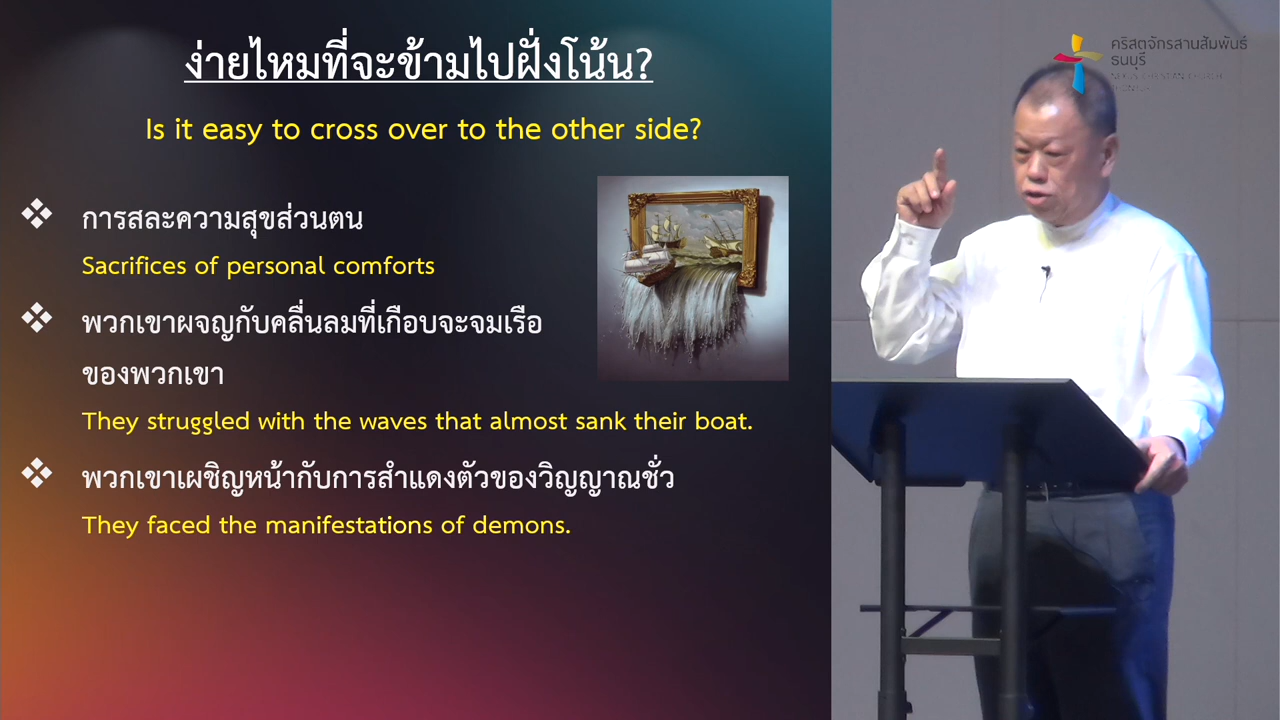 ง่ายไหมที่จะข้ามไปฝั่งโน้น?
Is it easy to cross over to the other side?
การสละความสุขส่วนตน
Sacrifices of personal comforts
พวกเขาผจญกับคลื่นลมที่เกือบจะจมเรือ
ของพวกเขา
They struggled with the waves that almost sank their boat.
พวกเขาเผชิญหน้ากับการสำแดงตัวของวิญญาณชั่ว
They faced the manifestations of demons.
คริสตจักรสานสัมพันธ์
ธนบุรี
CHRISTIAN CHURCH